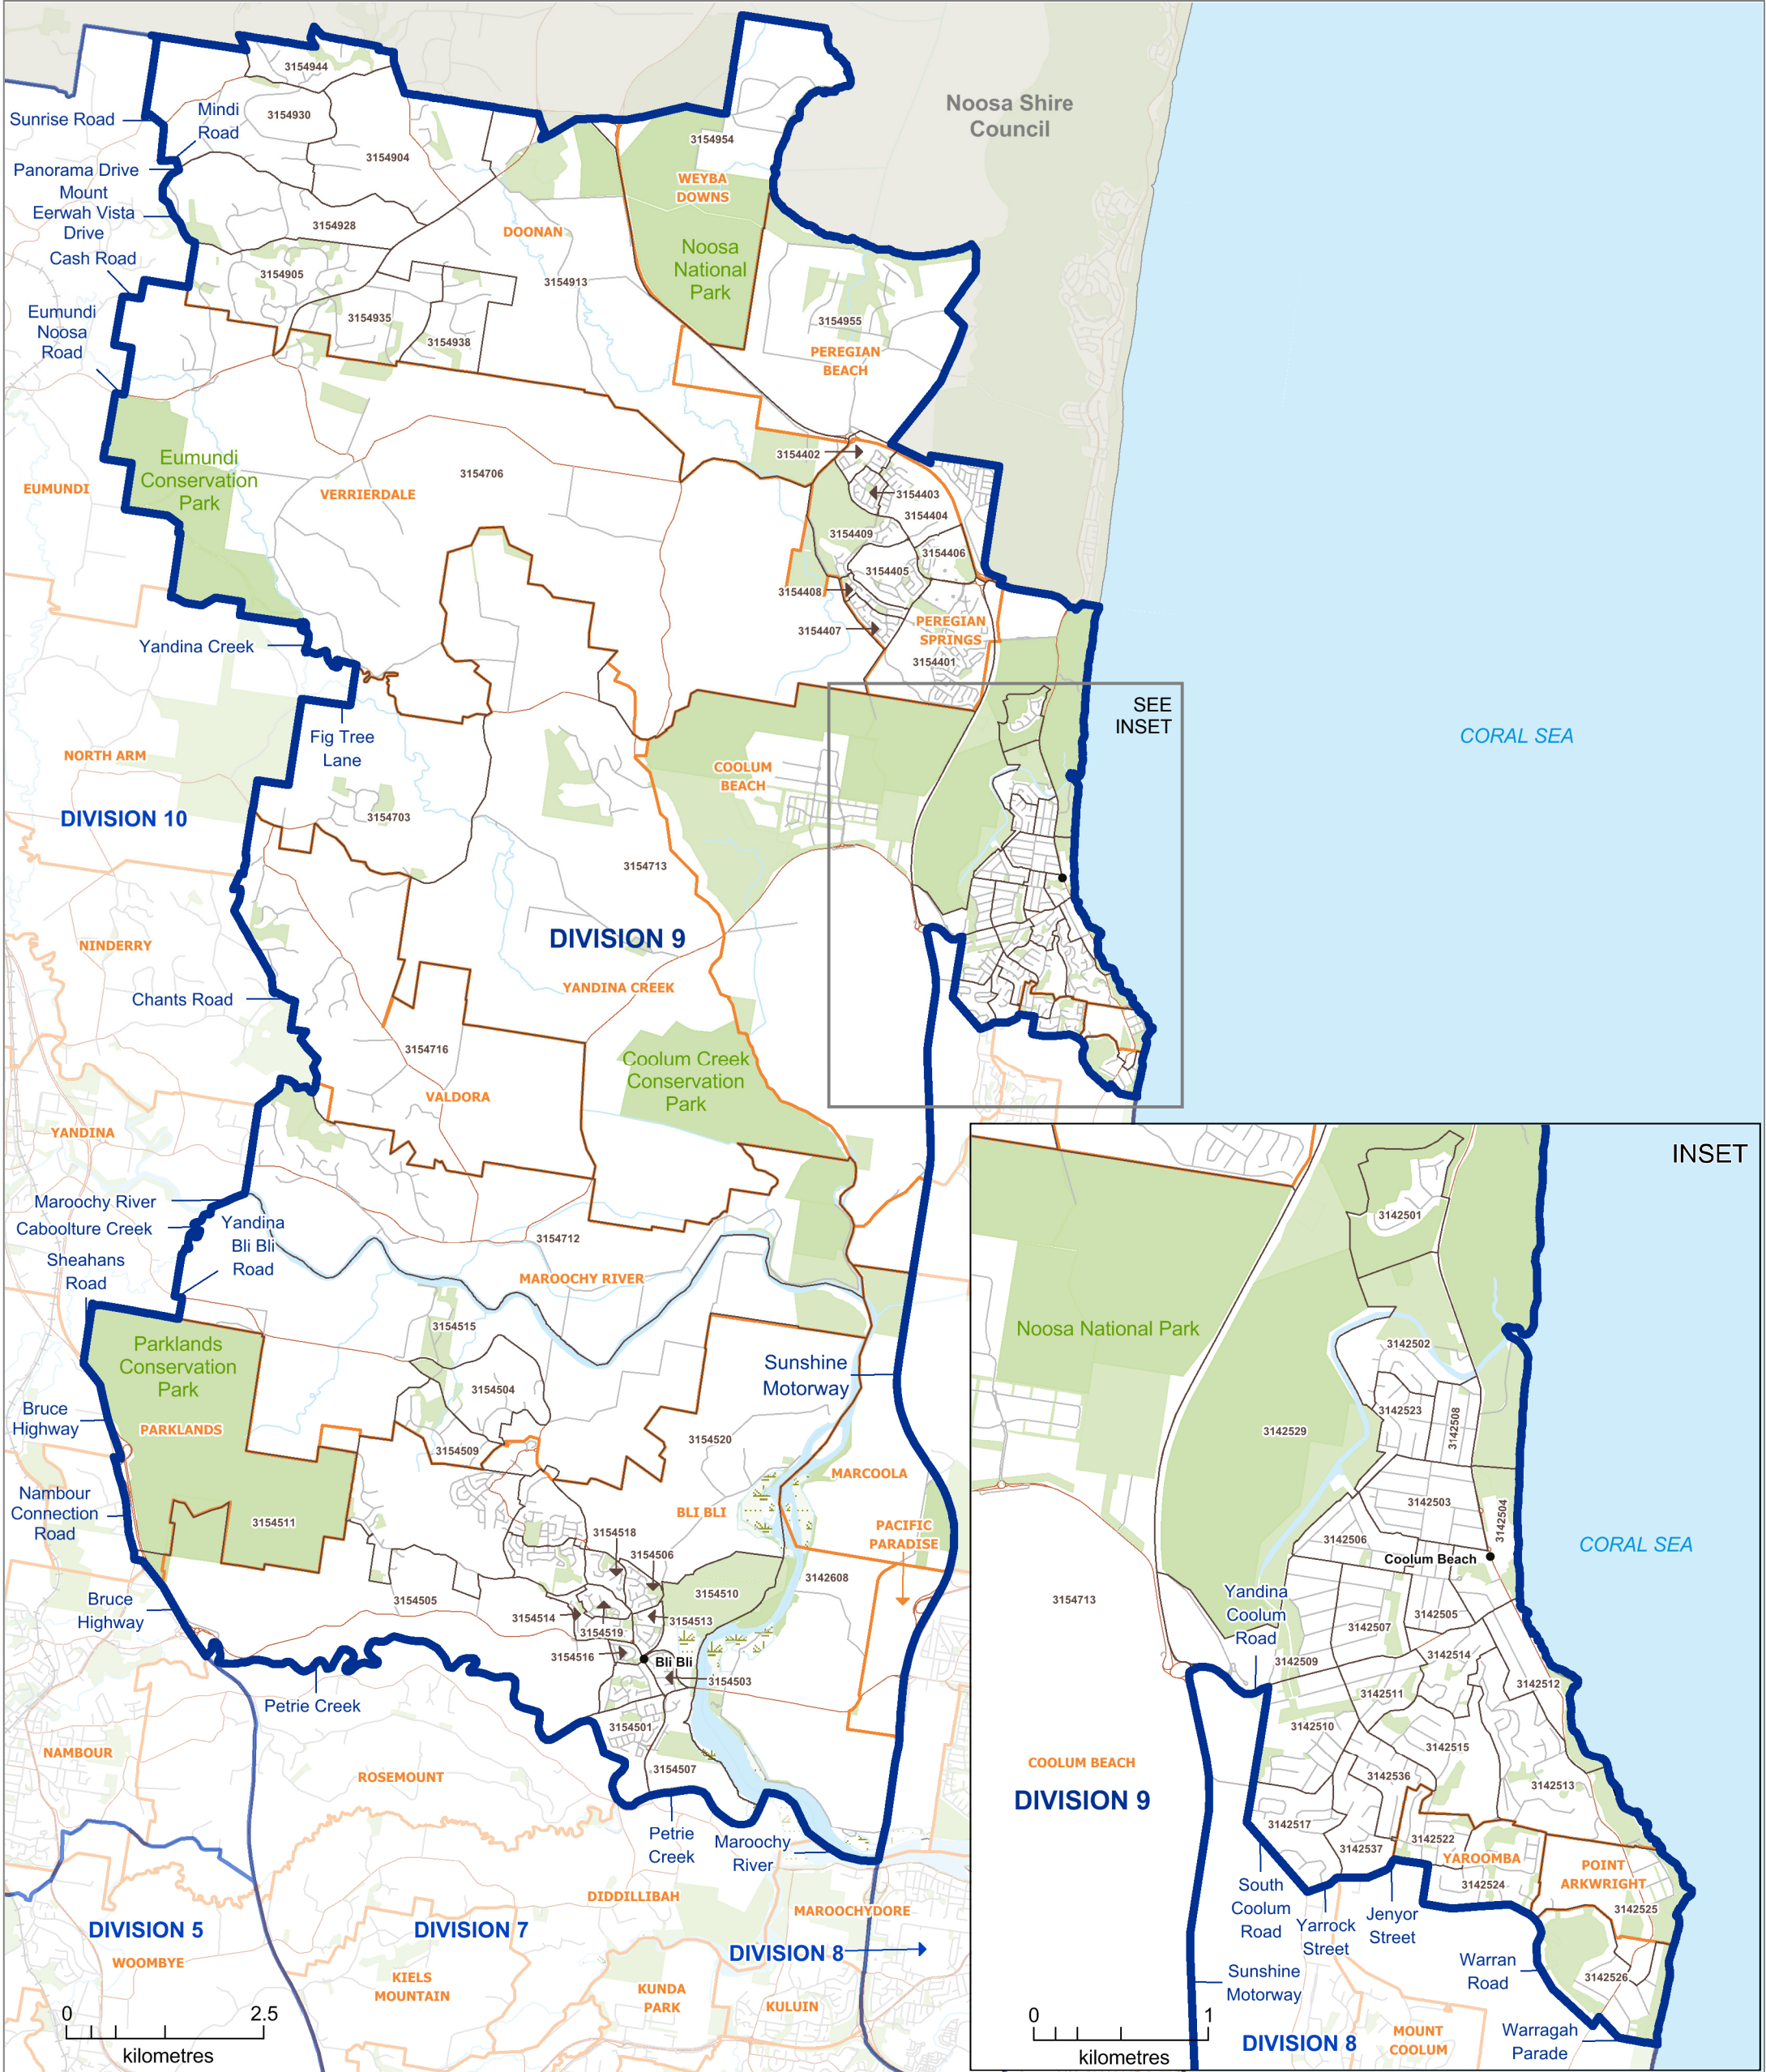 3154944
Noosa Shire
Council
Sunrise Road
Mindi
Road
3154930
3154954
3154904
Panorama Drive
WEYBA
DOWNS
Mount
Eerwah Vista
Drive
3154928
DOONAN
Noosa
National
Park
Cash Road
3154905
3154913
Eumundi
Noosa
Road
3154935
3154938
3154955
PEREGIAN
BEACH
Eumundi
Conservation
Park
3154402
EUMUNDI
VERRIERDALE
3154706
3154403
3154404
3154409
3154406
3154405
3154408
3154407
PEREGIAN
SPRINGS
3154401
Yandina Creek
SEE
INSET
Fig Tree
Lane
CORAL SEA
NORTH ARM
COOLUM
BEACH
DIVISION 10
3154703
3154713
NINDERRY
DIVISION 9
YANDINA CREEK
Chants Road
3154716
Coolum Creek
Conservation
Park
VALDORA
YANDINA
Maroochy River
Caboolture Creek
Yandina
Bli Bli
Road
3154712
Sheahans
Road
MAROOCHY RIVER
3154515
Parklands
Conservation
Park
Sunshine
Motorway
3154504
Bruce
Highway
PARKLANDS
3154509
3154520
MARCOOLA
Nambour
Connection
Road
3154511
BLI BLI
PACIFIC
PARADISE
3154518
3154506
3154510
3142608
Bruce
Highway
3154505
3154514
3154513
3154519
3154516
Bli Bli
3154503
Petrie Creek
3154501
NAMBOUR
ROSEMOUNT
3154507
Petrie
Creek
Maroochy
River
DIDDILLIBAH
MAROOCHYDORE
DIVISION 5
DIVISION 7
DIVISION 8
WOOMBYE
KIELS
MOUNTAIN
KUNDA
PARK
KULUIN
0 2.5
kilometres
INSET
3142501
Noosa National Park
3142502
3142523
3142508
3142529
3142503
3142504
3142506
Coolum Beach
CORAL SEA
3154713
Yandina
Coolum
Road
3142505
3142507
3142509
3142514
3142512
3142511
3142510
3142515
COOLUM BEACH
DIVISION 9
3142536
3142513
3142517
3142522
3142537
YAROOMBA
POINT
ARKWRIGHT
3142524
3142525
South
Coolum
Road
Yarrock
Street
Jenyor
Street
Warran
Road
3142526
Sunshine
Motorway
0 1
kilometres
DIVISION 8
MOUNT
COOLUM
Warragah
Parade